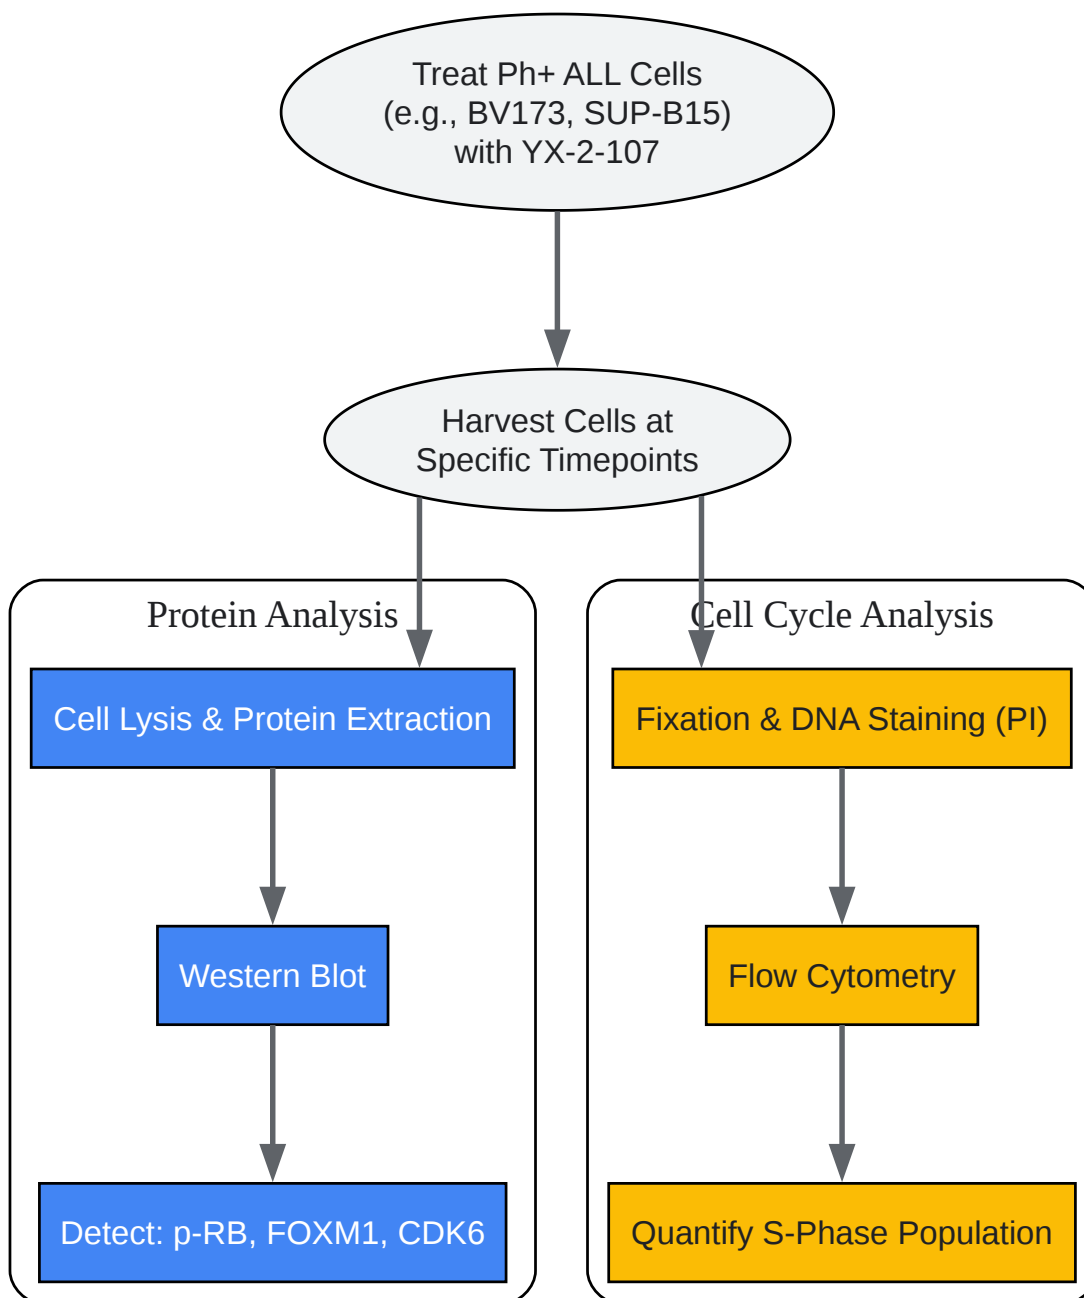 Treat Ph+ ALL Cells
(e.g., BV173, SUP-B15)
with YX-2-107
Harvest Cells at
Specific Timepoints
Protein Analysis
Cell Lysis & Protein Extraction
Western Blot
Detect: p-RB, FOXM1, CDK6
Cell Cycle Analysis
Fixation & DNA Staining (PI)
Flow Cytometry
Quantify S-Phase Population